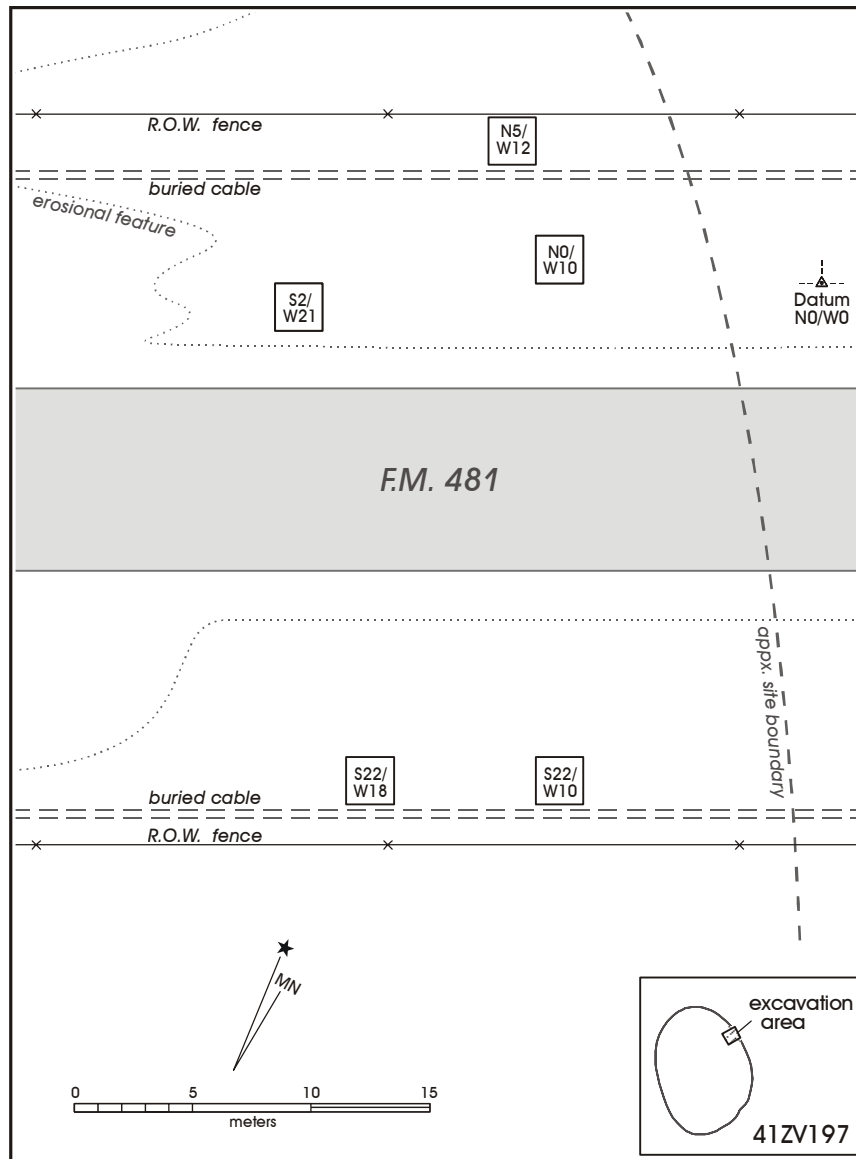 R.O.W. fence
N5/
W12
buried cable
erosional feature
N0/
W10
S2/
W21
Datum
N0/W0
F.M. 481
appx. site boundary
S22/
W18
S22/
W10
buried cable
R.O.W. fence
MN
0 5 10 15
meters
excavation
area
41ZV197